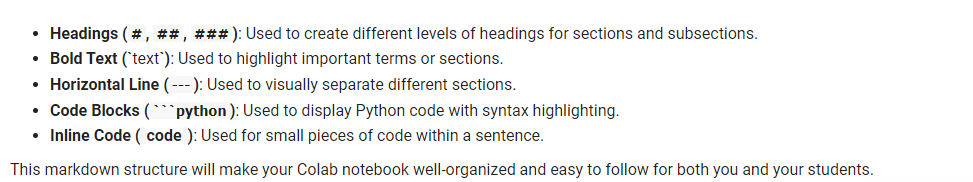 • Headings (#, ##, ###): Used to create different levels of headings for sections and subsections.
• Bold Text (`text`): Used to highlight important terms or sections.
• Horizontal Line (---): Used to visually separate different sections.
• Code Blocks (```python): Used to display Python code with syntax highlighting.
• Inline Code ( code ): Used for small pieces of code within a sentence.
This markdown structure will make your Colab notebook well-organized and easy to follow for both you and your students.